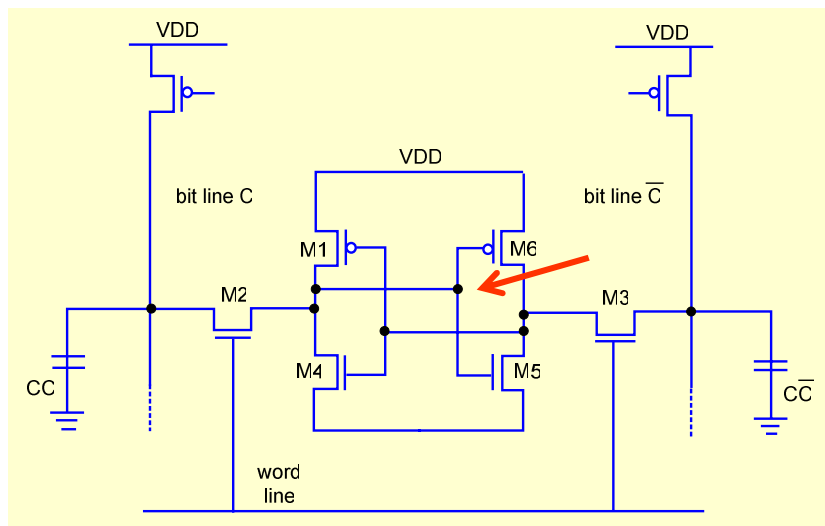 VDD
VDD
VDD
bit line C
bit line C̅
M1
M6
M2
M3
M4
M5
CC
CC̅
word
line